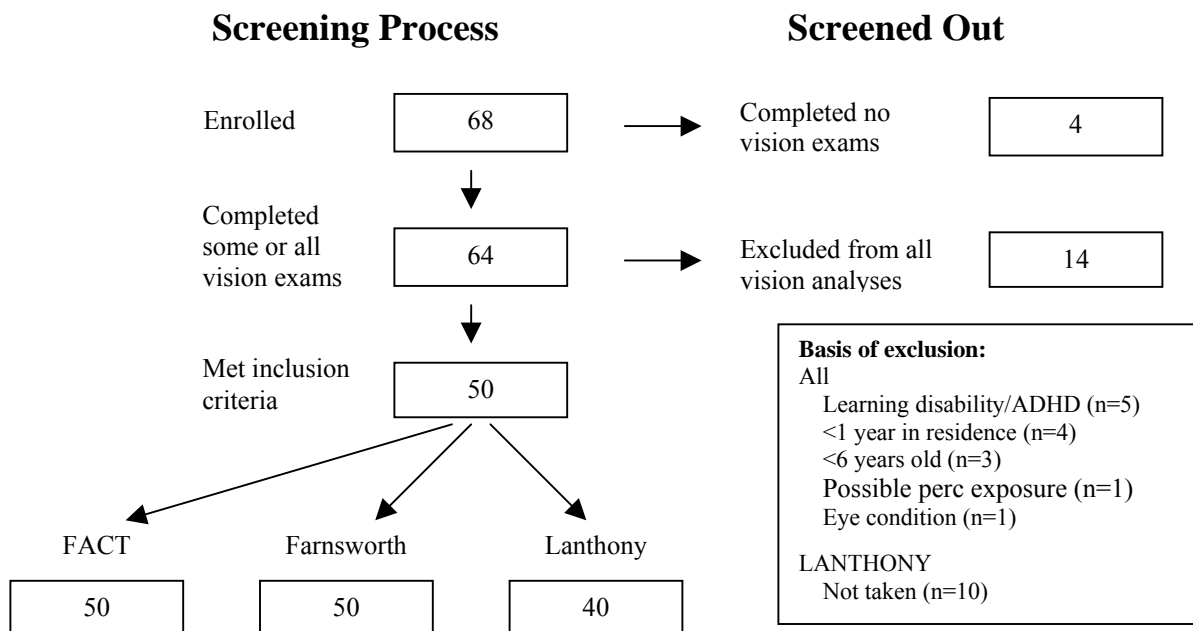 Screening Process
Screened Out
Enrolled
68
Completed no
vision exams
4
Completed
some or all
vision exams
64
Excluded from all
vision analyses
14
Met inclusion
criteria
50
Basis of exclusion:
All
Learning disability/ADHD (n=5)
<1 year in residence (n=4)
<6 years old (n=3)
Possible perc exposure (n=1)
Eye condition (n=1)
LANTHONY
Not taken (n=10)
FACT
Farnsworth
Lanthony
50
50
40